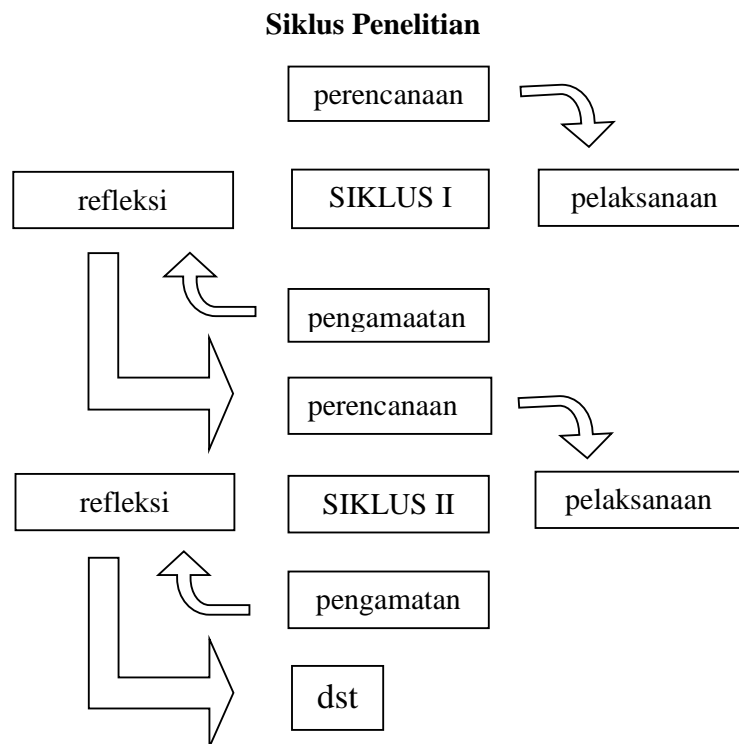 Siklus Penelitian
perencanaan
refleksi
SIKLUS I
pelaksanaan
pengamaatan
perencanaan
refleksi
SIKLUS II
pelaksanaan
pengamatan
dst